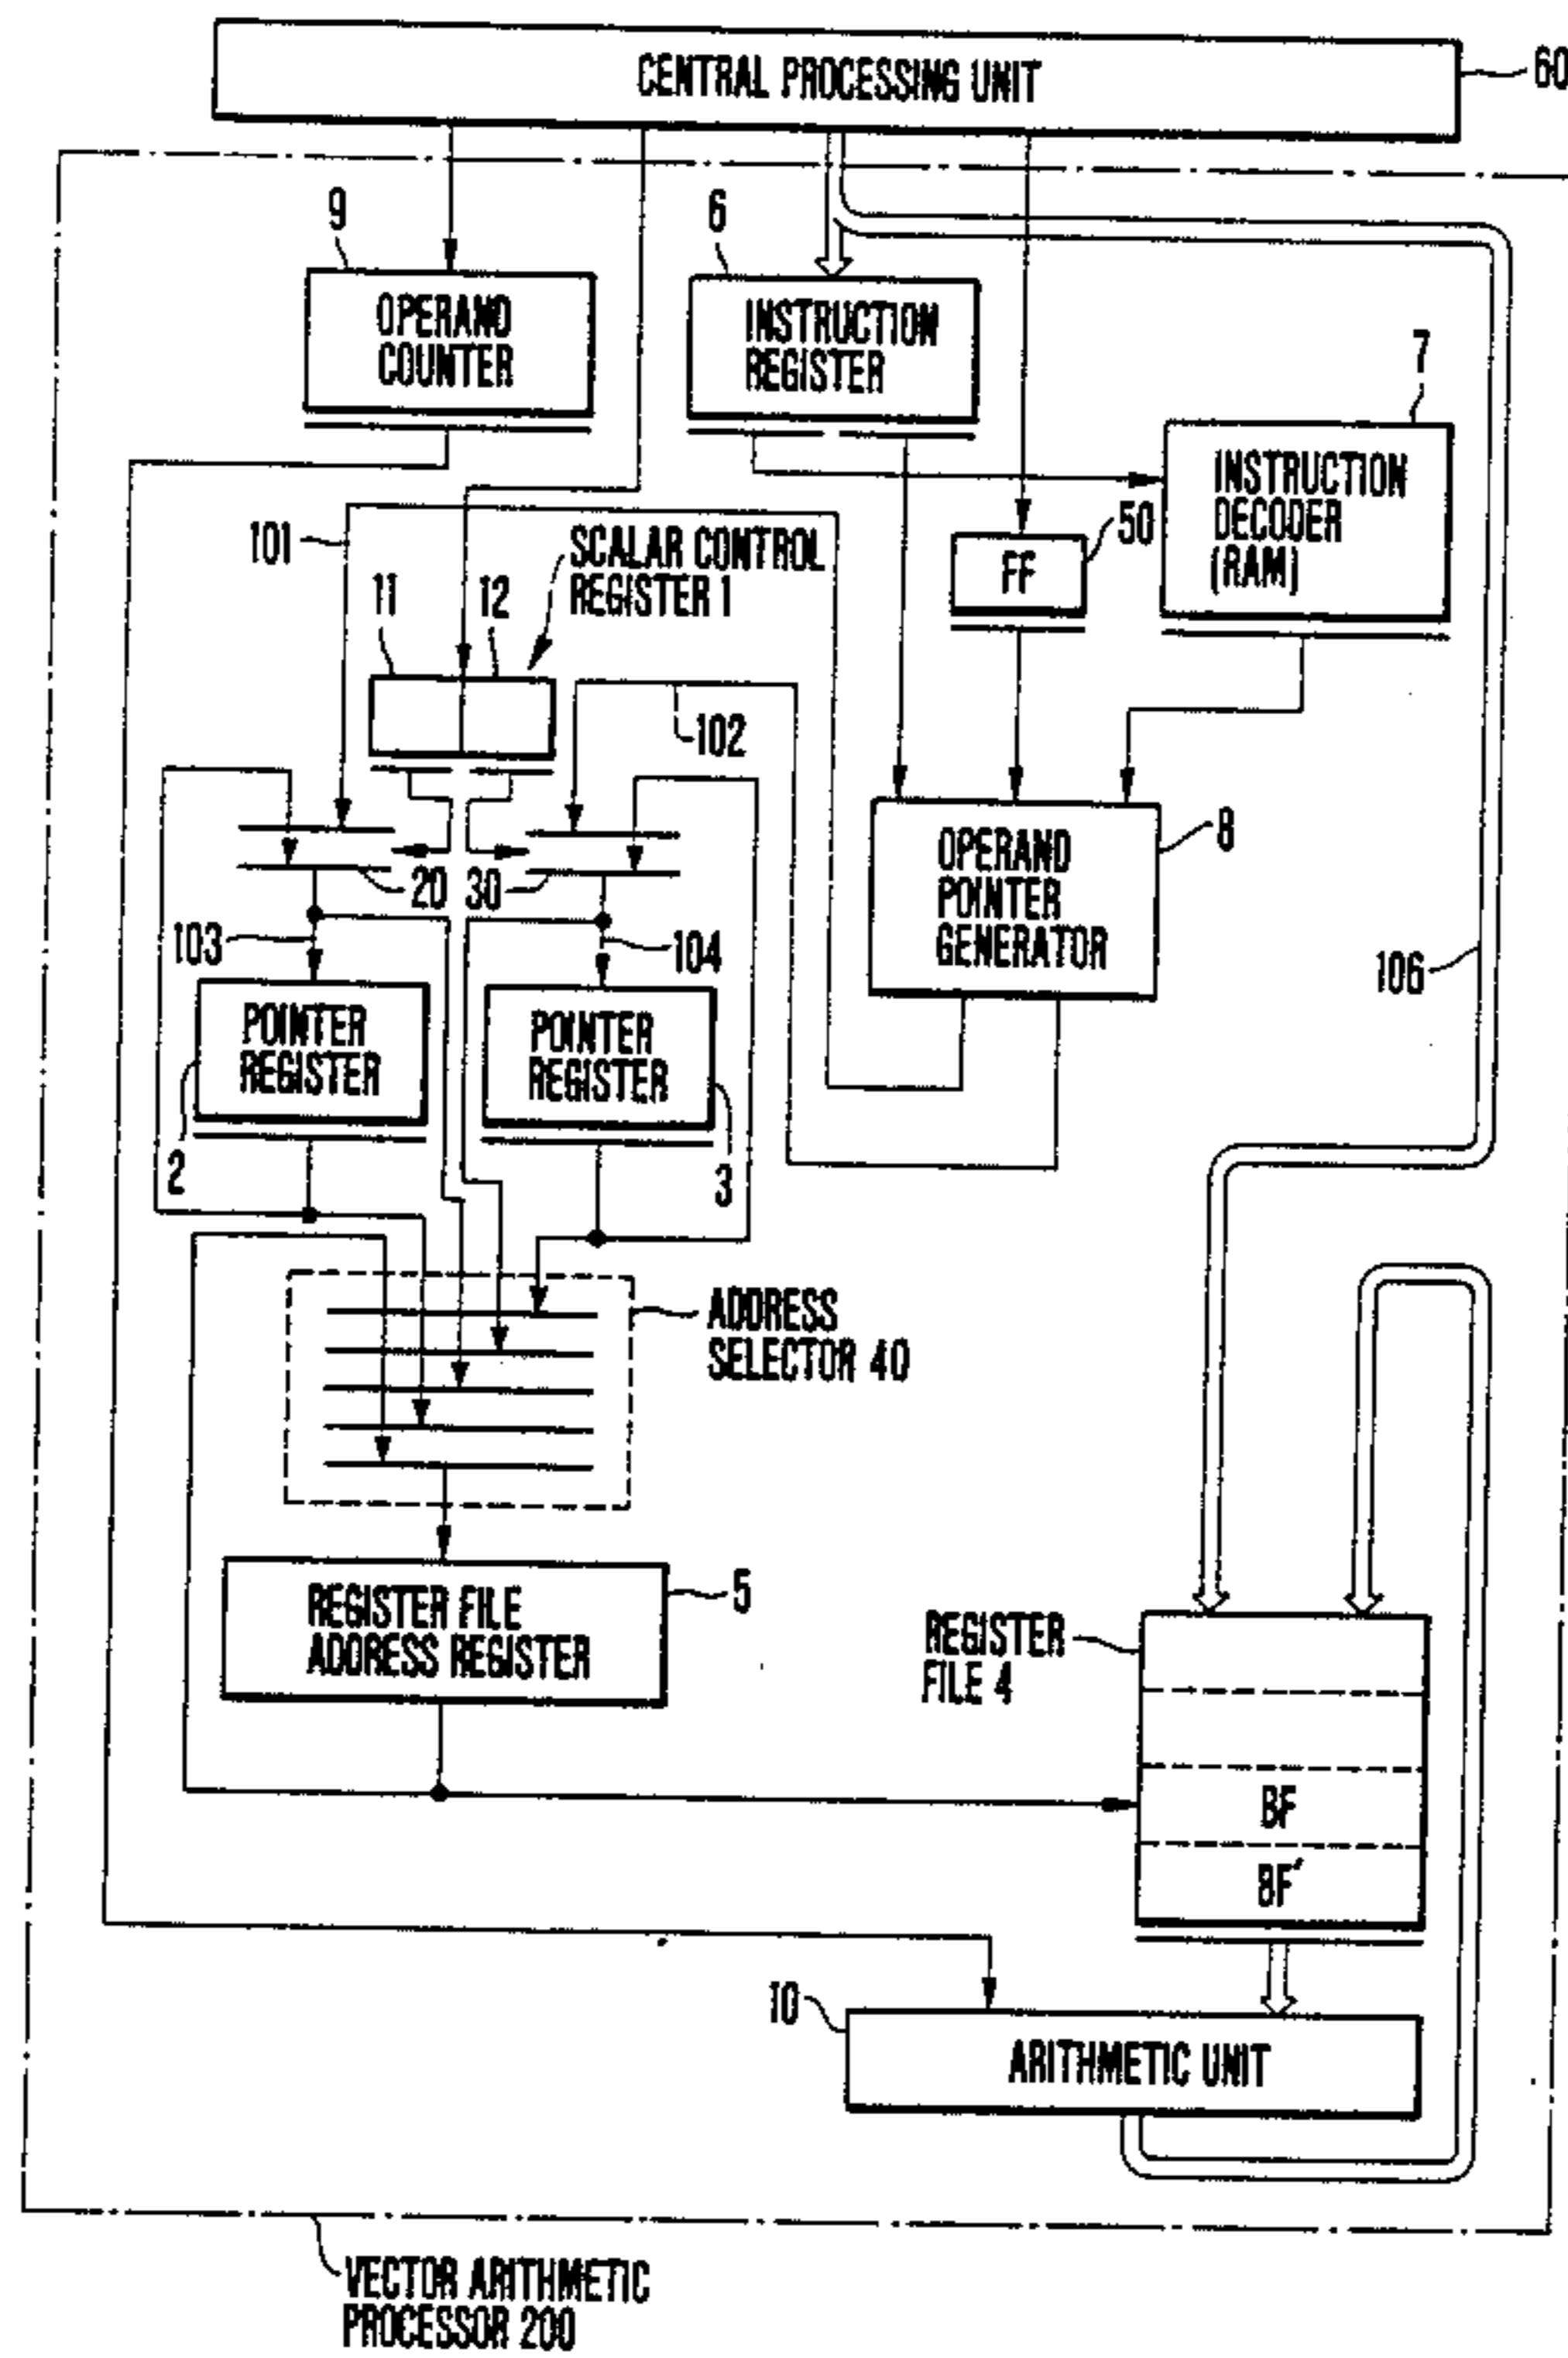 CENTRAL PROCESSING UNIT
60
9
6
OPERAND
COUNTER
INSTRUCTION
REGISTER
7
INSTRUCTION
DECODER
(RAM)
50
FF
101
SCALAR CONTROL
REGISTER 1
11
12
102
8
OPERAND
POINTER
GENERATOR
20
30
103
104
106
POINTER
REGISTER
POINTER
REGISTER
2
3
ADDRESS
SELECTOR 40
REGISTER FILE
ADDRESS REGISTER
5
REGISTER
FILE 4
BF
BF'
10
ARITHMETIC UNIT
VECTOR ARITHMETIC
PROCESSOR 200